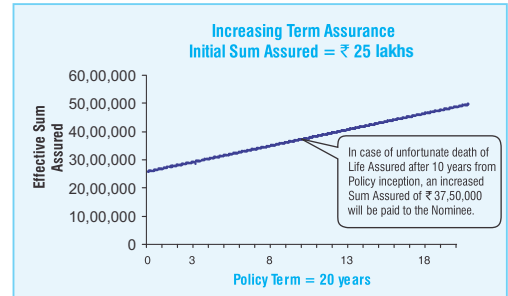 Increasing Term Assurance
Initial Sum Assured = ₹ 25 lakhs
Effective Sum
Assured
60,00,000
50,00,000
40,00,000
30,00,000
20,00,000
10,00,000
0
In case of unfortunate death of
Life Assured after 10 years from
Policy inception, an increased
Sum Assured of ₹ 37,50,000
will be paid to the Nominee.
0 3 8 13 18
Policy Term = 20 years